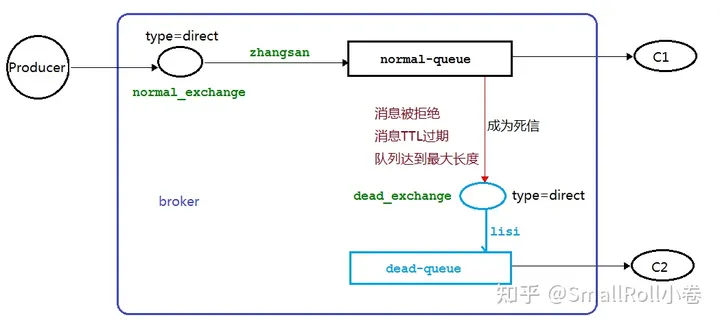 type=direct
zhangsan
normal-queue
C1
Producer
normal_exchange
消息被拒绝
消息TTL过期
队列达到最大长度
成为死信
dead_exchange
type=direct
broker
lisi
dead-queue
C2
知乎 @SmallRoll小卷